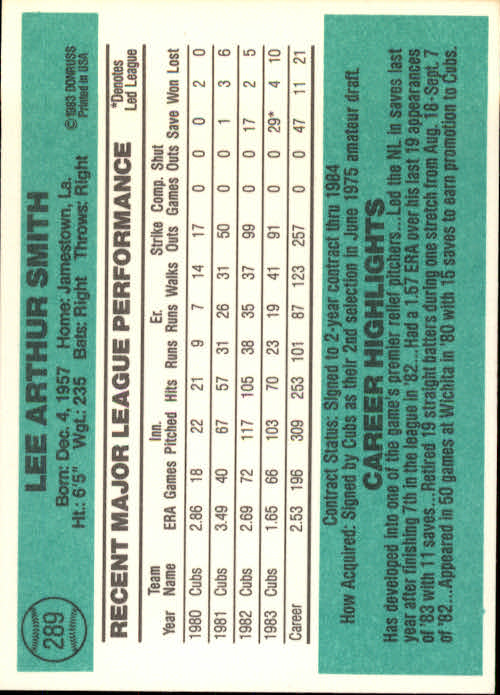 289
LEE ARTHUR SMITH
©1983 DONRUSS
Printed in USA
Born: Dec. 4, 1957 Home: Jamestown, La.
Ht.: 6'5" Wgt.: 235 Bats: Right Throws: Right
RECENT MAJOR LEAGUE PERFORMANCE
*Denotes
Led League
Team Inn. Er. Strike Comp. Shut
Year Name ERA Games Pitched Hits Runs Runs Walks Outs Games Outs Save Won Lost
1980 Cubs 2.86 18 22 21 9 7 14 17 0 0 0 2 0
1981 Cubs 3.49 40 67 57 31 26 31 50 0 0 1 3 6
1982 Cubs 2.69 72 117 105 38 35 37 99 0 0 17 2 5
1983 Cubs 1.65 66 103 70 23 19 41 91 0 0 29* 4 10
Career 2.53 196 309 253 101 87 123 257 0 0 47 11 21
Contract Status: Signed to 2-year contract thru 1984
How Acquired: Signed by Cubs as their 2nd selection in June 1975 amateur draft.
CAREER HIGHLIGHTS
Has developed into one of the game's premier relief pitchers....Led the NL in saves last
year after finishing 7th in the league in '82....Had a 1.57 ERA over his last 19 appearances
of '83 with 11 saves....Retired 19 straight batters during one stretch from Aug. 18-Sept. 7
of '82...Appeared in 50 games at Wichita in '80 with 15 saves to earn promotion to Cubs.